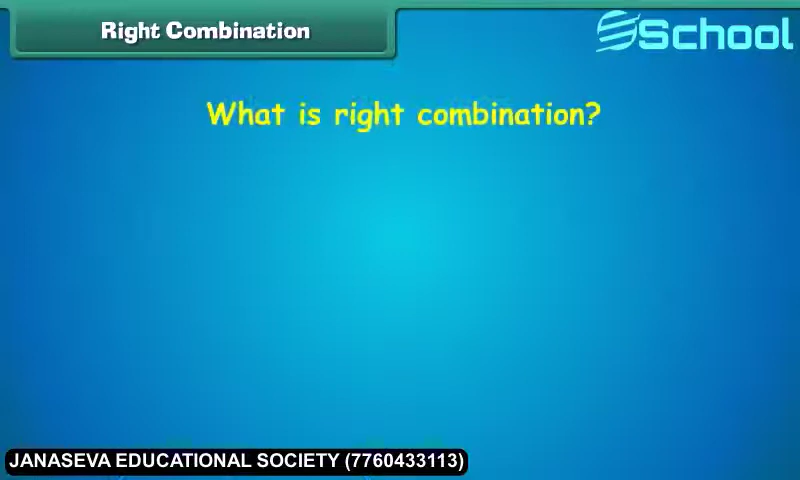 Right Combination
School
What is right combination?
JANASEVA EDUCATIONAL SOCIETY (7760433113)